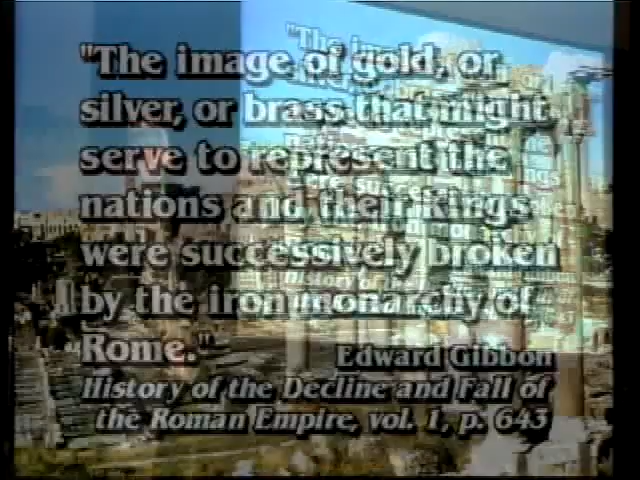 "The image of gold, or
silver, or brass that might
serve to represent the
nations and their kings
were successively broken
by the iron monarchy of
Rome."
Edward Gibbon
History of the Decline and Fall of
the Roman Empire, vol. 1, p. 643